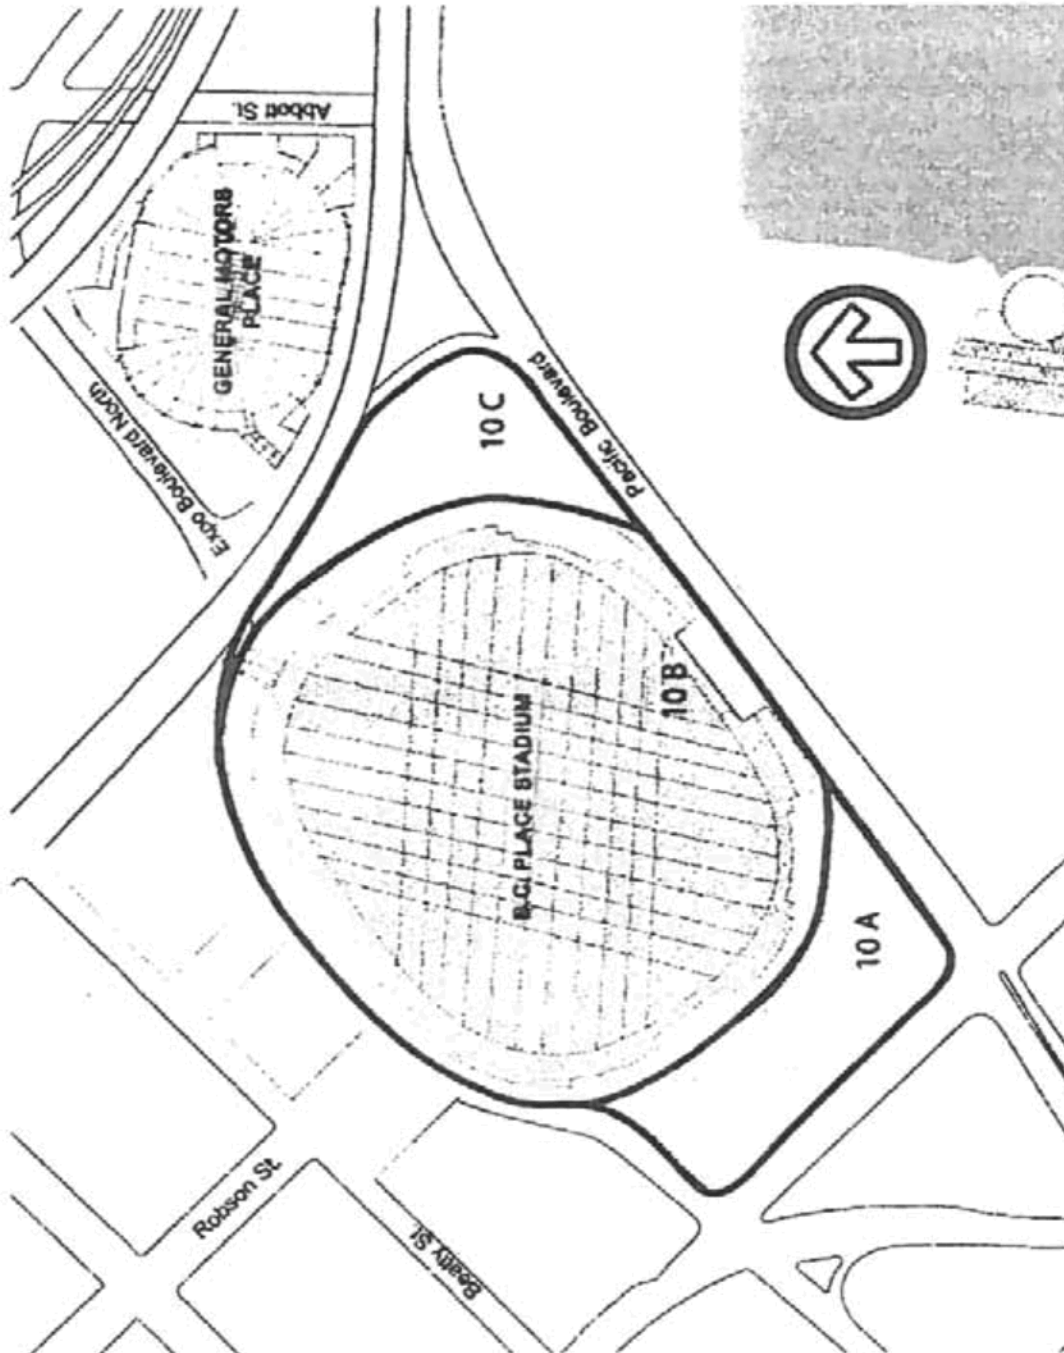 Abbott St.
GENERAL MOTORS
PLACE
Expo Boulevard North
10 C
Pacific Boulevard
10 B
B.C. PLACE STADIUM
10 A
Robson St.
Beatty St.